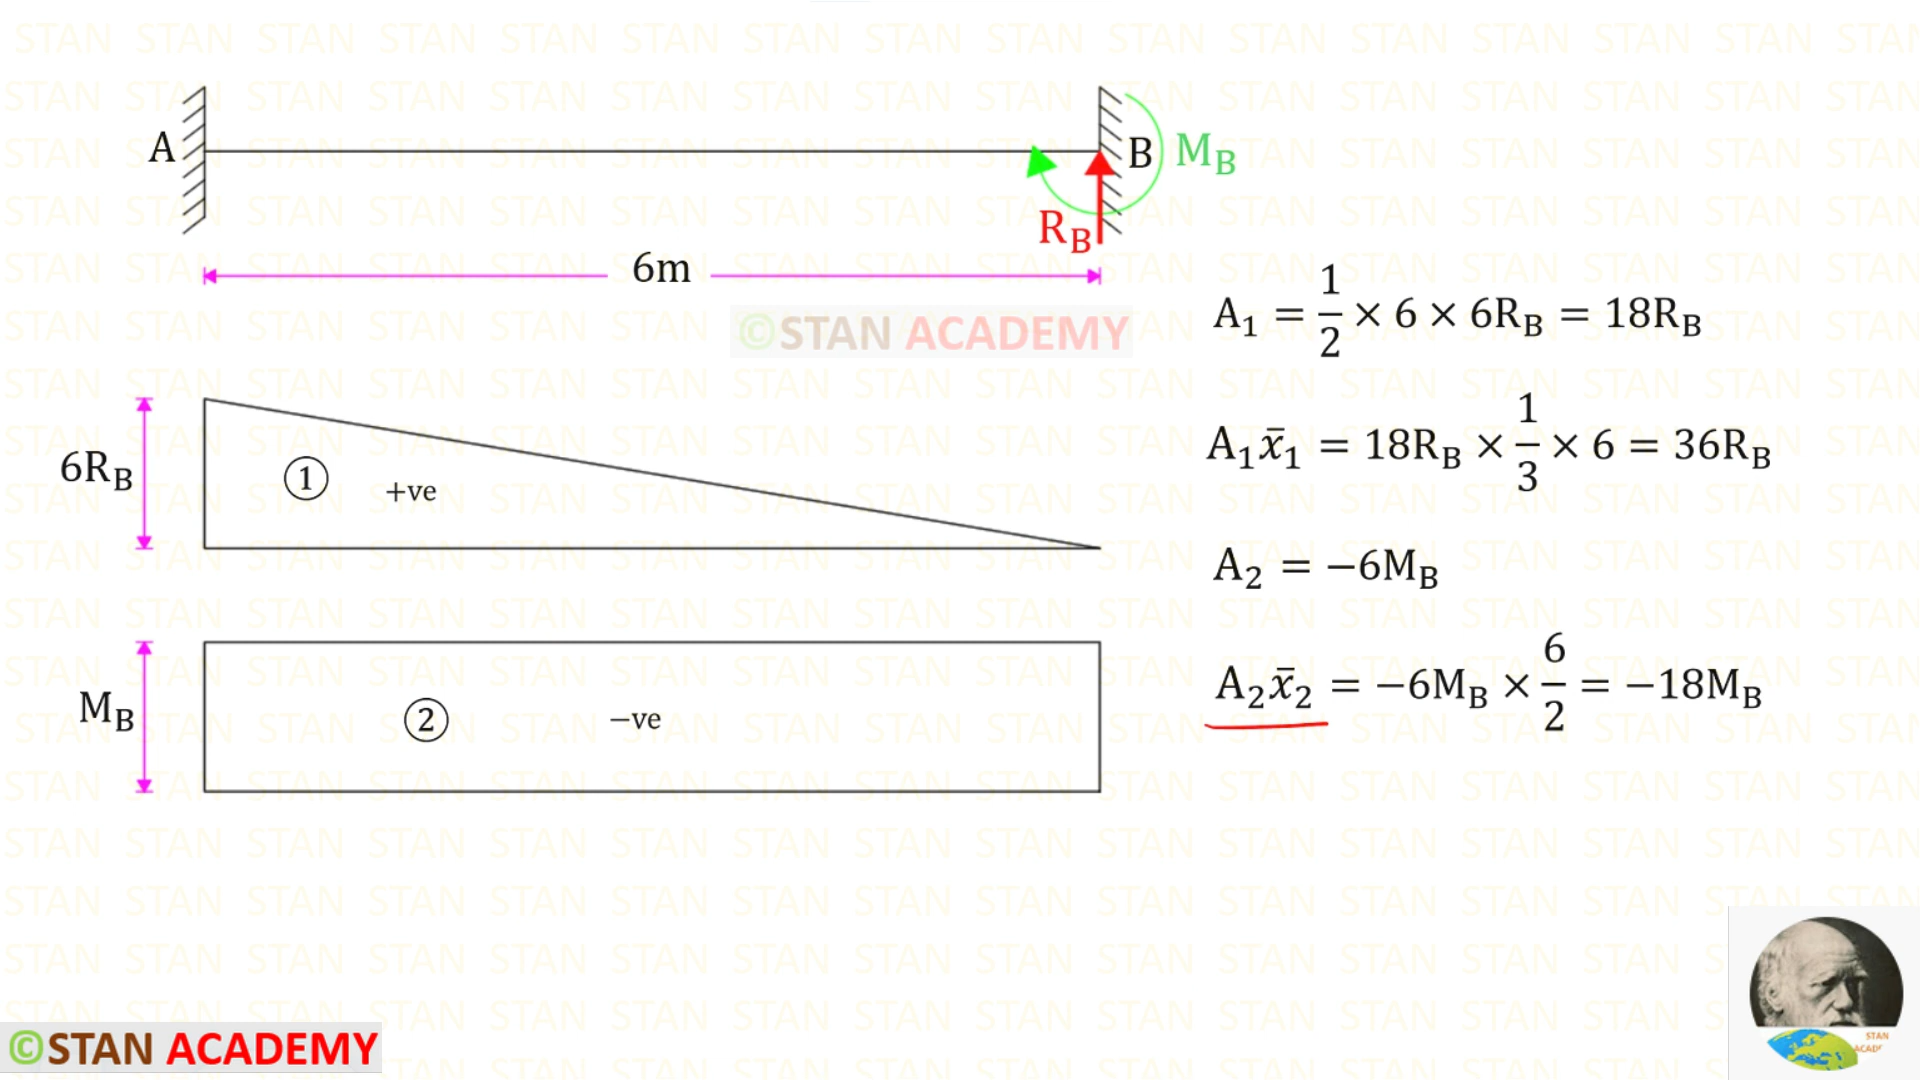 A
B
M_B
R_B
6m
©STAN ACADEMY
A₁ = 1/2 × 6 × 6R_B = 18R_B
6R_B
① +ve
A₁x̄₁ = 18R_B × 1/3 × 6 = 36R_B
A₂ = −6M_B
M_B
② −ve
A₂x̄₂ = −6M_B × 6/2 = −18M_B
©STAN ACADEMY
STAN